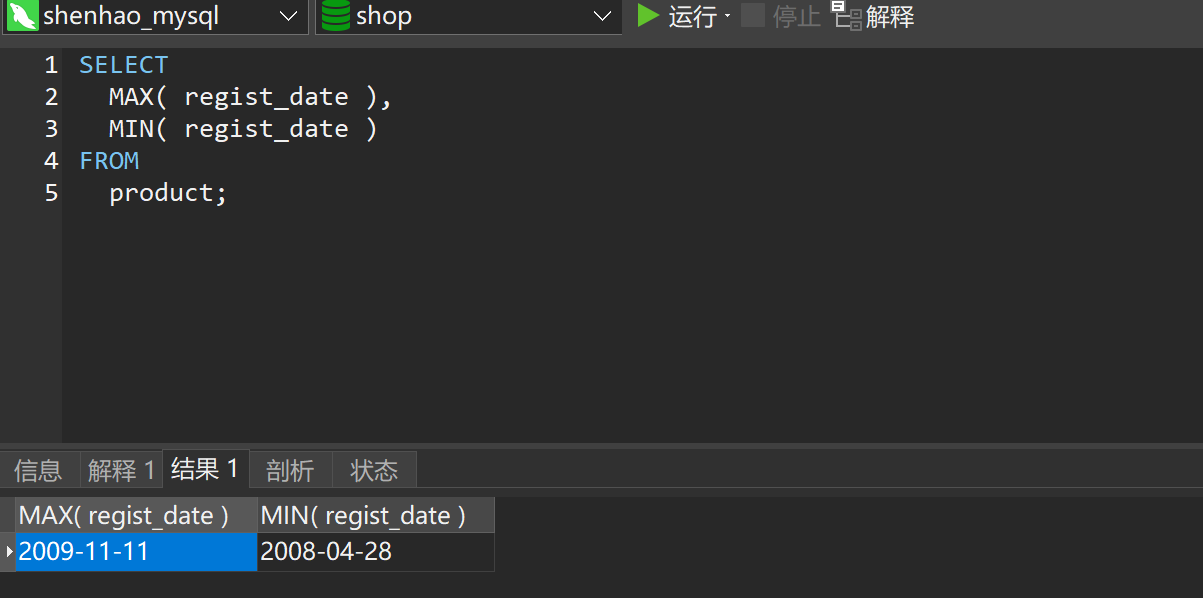 shenhao_mysql shop 运行 停止 解释
1 SELECT
2 MAX( regist_date ),
3 MIN( regist_date )
4 FROM
5 product;
信息 解释 1 结果 1 剖析 状态
MAX( regist_date ) MIN( regist_date )
2009-11-11 2008-04-28